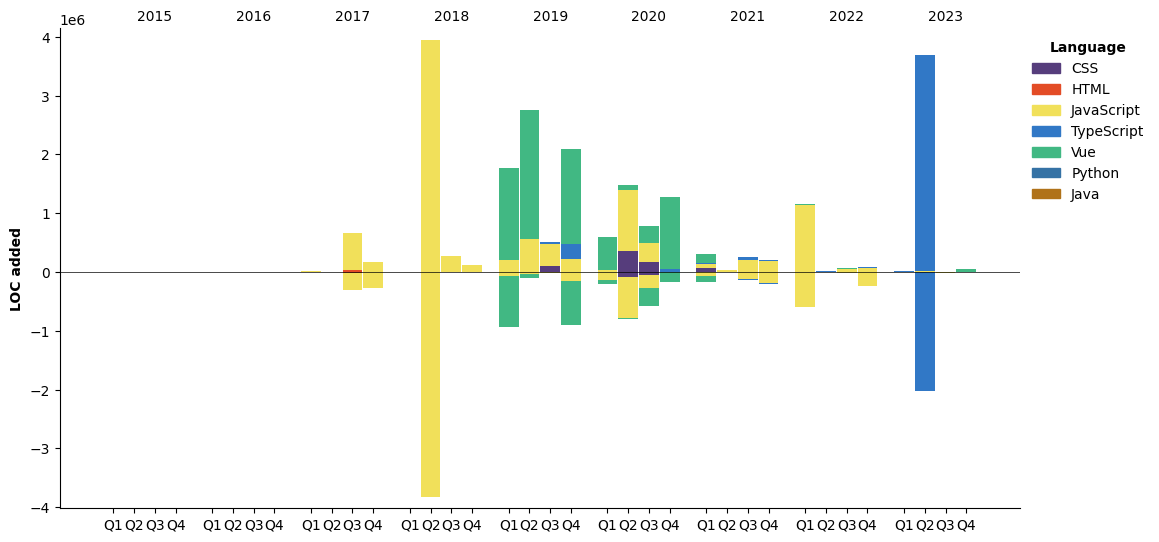 2015 2016 2017 2018 2019 2020 2021 2022 2023
1e6
4
3
2
1
0
−1
−2
−3
−4
LOC added
Q1 Q2 Q3 Q4 Q1 Q2 Q3 Q4 Q1 Q2 Q3 Q4 Q1 Q2 Q3 Q4 Q1 Q2 Q3 Q4 Q1 Q2 Q3 Q4 Q1 Q2 Q3 Q4 Q1 Q2 Q3 Q4 Q1 Q2 Q3 Q4
Language
CSS
HTML
JavaScript
TypeScript
Vue
Python
Java